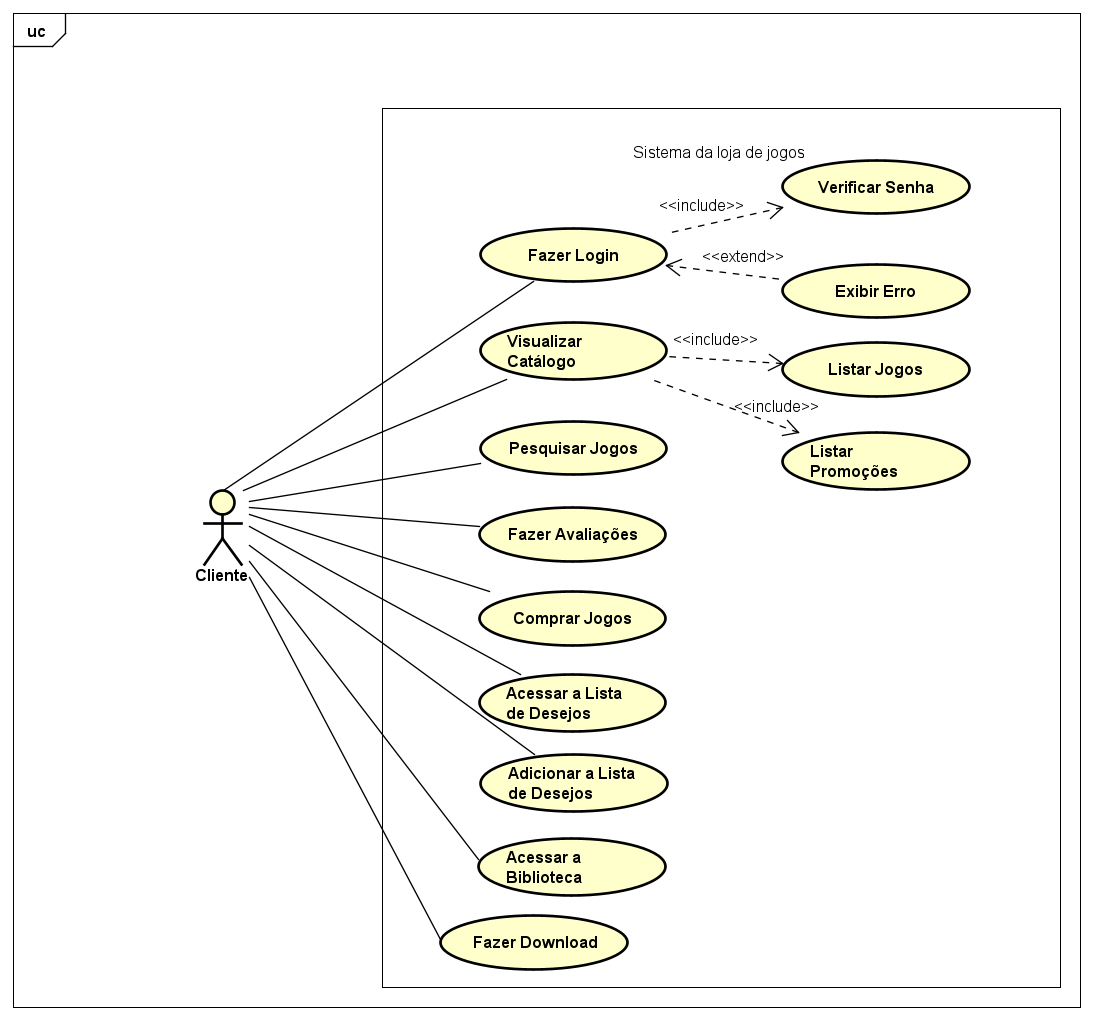 uc
Sistema da loja de jogos
Verificar Senha
<<include>>
Fazer Login
<<extend>>
Exibir Erro
Visualizar
Catálogo
<<include>>
Listar Jogos
<<include>>
Listar
Promoções
Pesquisar Jogos
Fazer Avaliações
Cliente
Comprar Jogos
Acessar a Lista
de Desejos
Adicionar a Lista
de Desejos
Acessar a
Biblioteca
Fazer Download